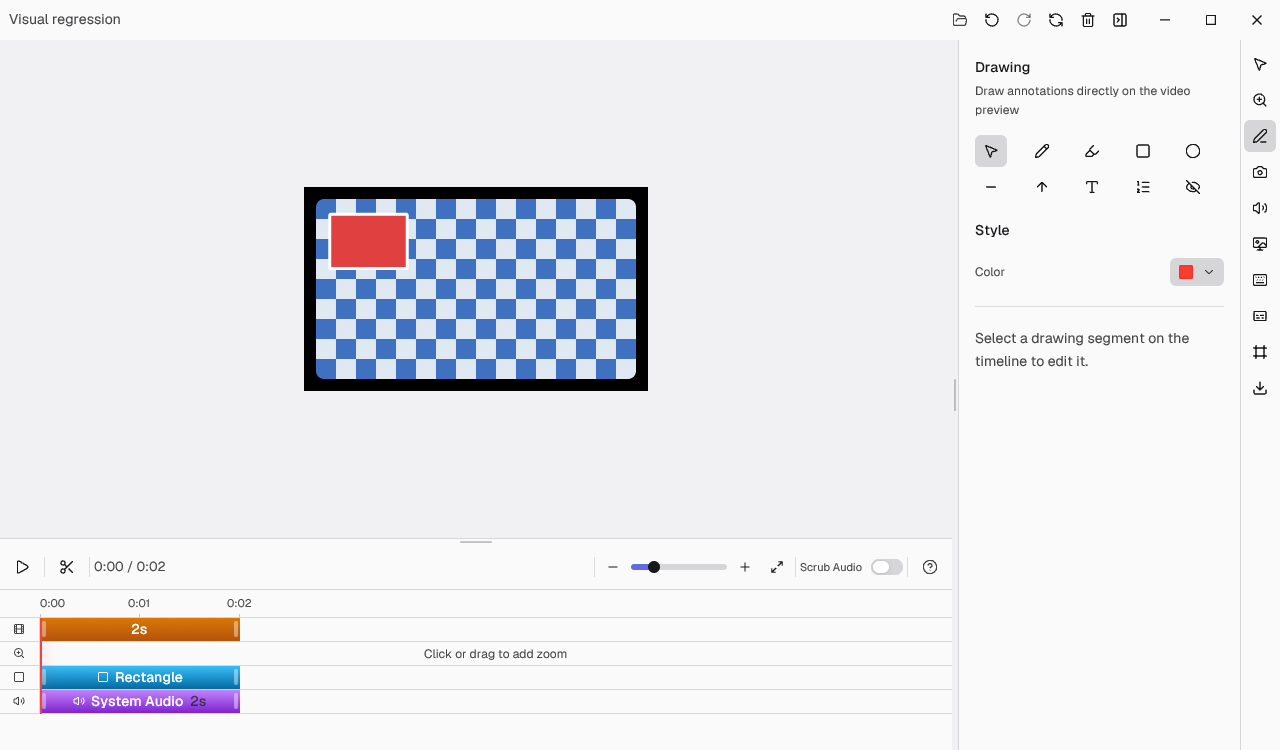 Visual regression
Drawing
Draw annotations directly on the video
preview
Style
Color
Select a drawing segment on the
timeline to edit it.
0:00 / 0:02
Scrub Audio
0:00
0:01
0:02
2s
Click or drag to add zoom
Rectangle
System Audio 2s